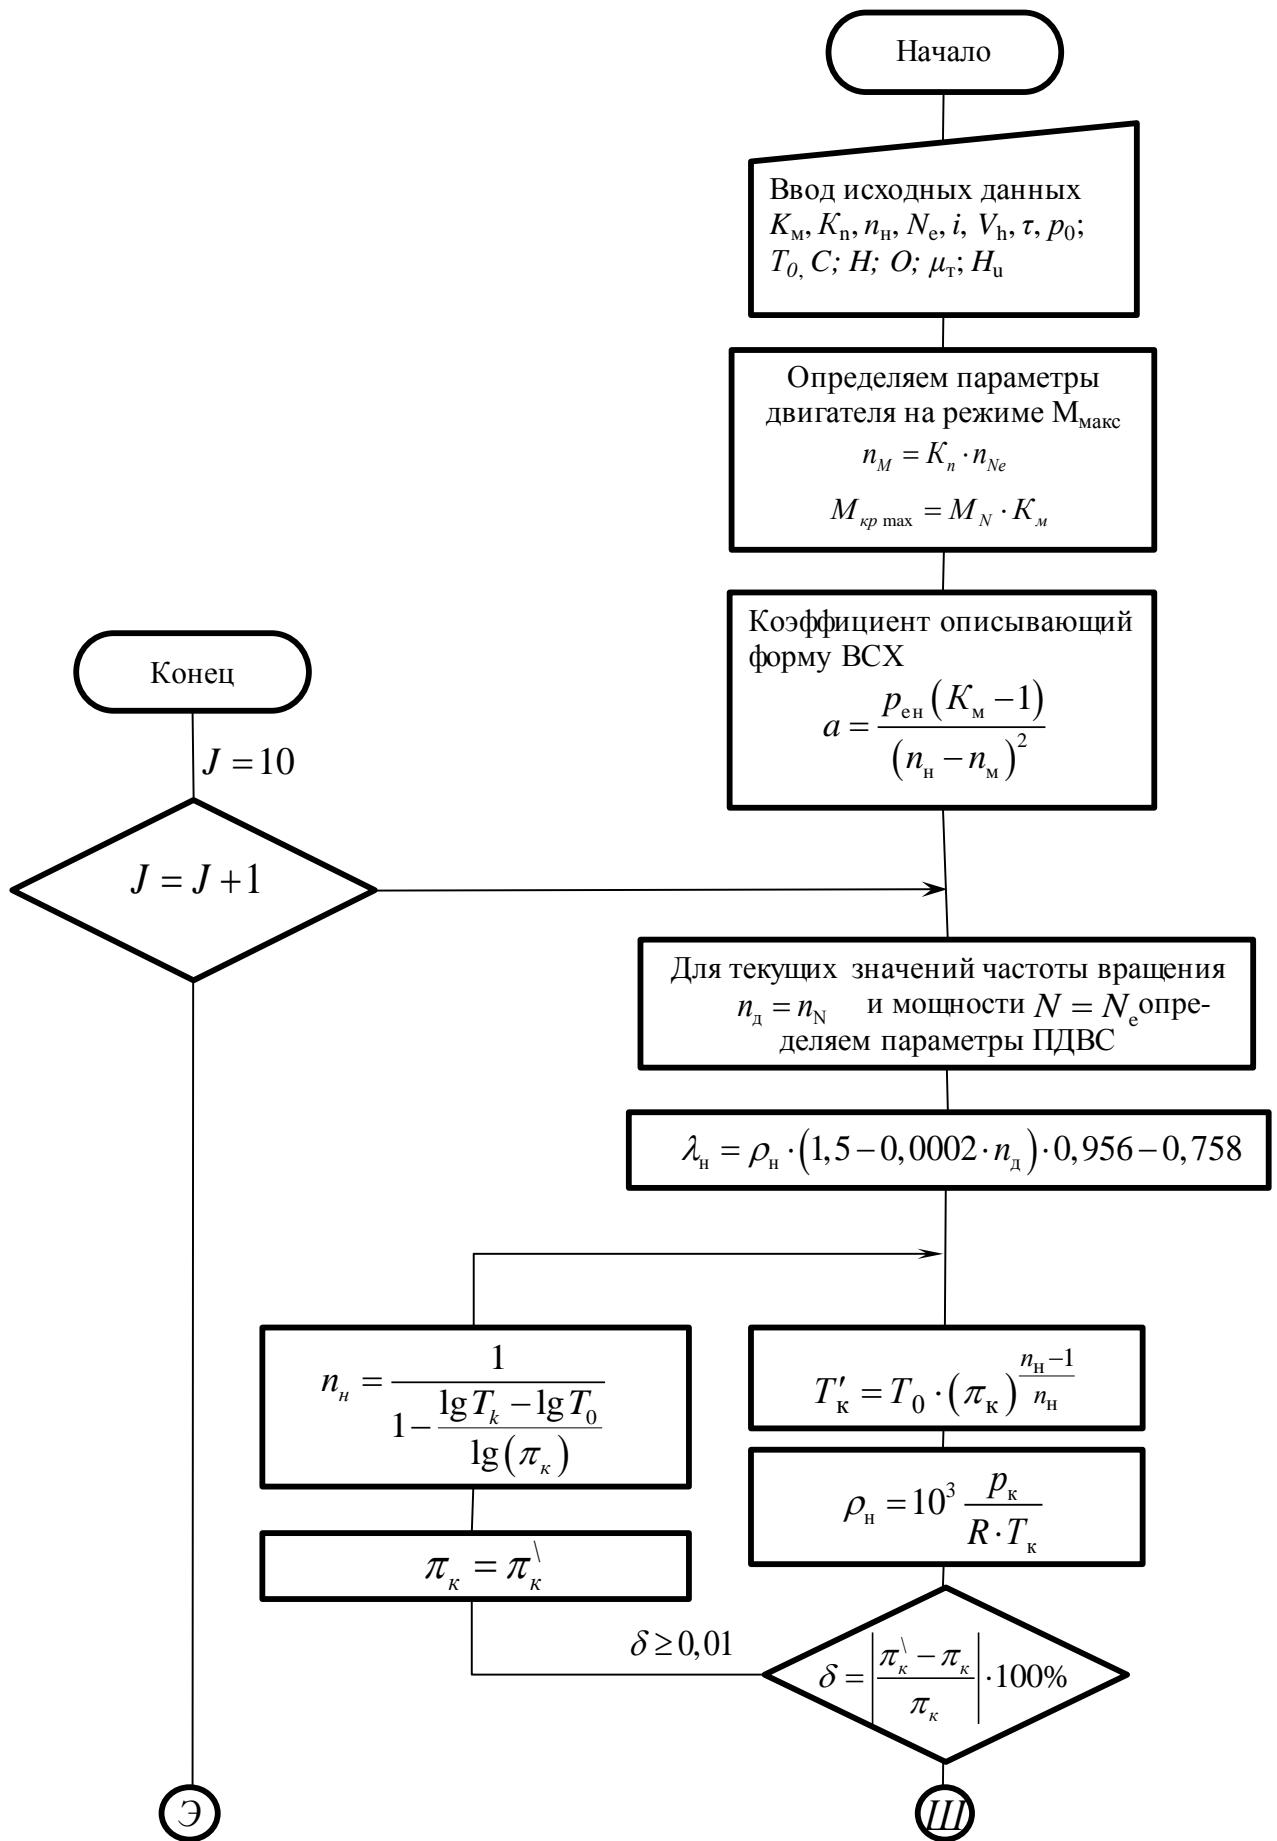 Начало
Ввод исходных данных
Kм, Kn, nн, Ne, i, Vh, τ, p0;
T0, C; H; O; μт; Hu
Определяем параметры
двигателя на режиме Mмакс
nM = Kn · nNe
Mкр max = MN · Kм
Коэффициент описывающий
форму ВСХ
a = pен (Kм − 1) / (nн − nм)²
Конец
J = 10
J = J + 1
Для текущих значений частоты вращения
nд = nN и мощности N = Ne опре-
деляем параметры ПДВС
λн = ρн · (1,5 − 0,0002 · nд) · 0,956 − 0,758
nн = 1 / (1 − (lg Tk − lg T0) / lg(πк))
T′к = T0 · (πк)^((nн − 1) / nн)
ρн = 10³ pк / (R · Tк)
πк = πк\
δ ≥ 0,01
δ = |(πк\ − πк) / πк| · 100%
Э
Ш